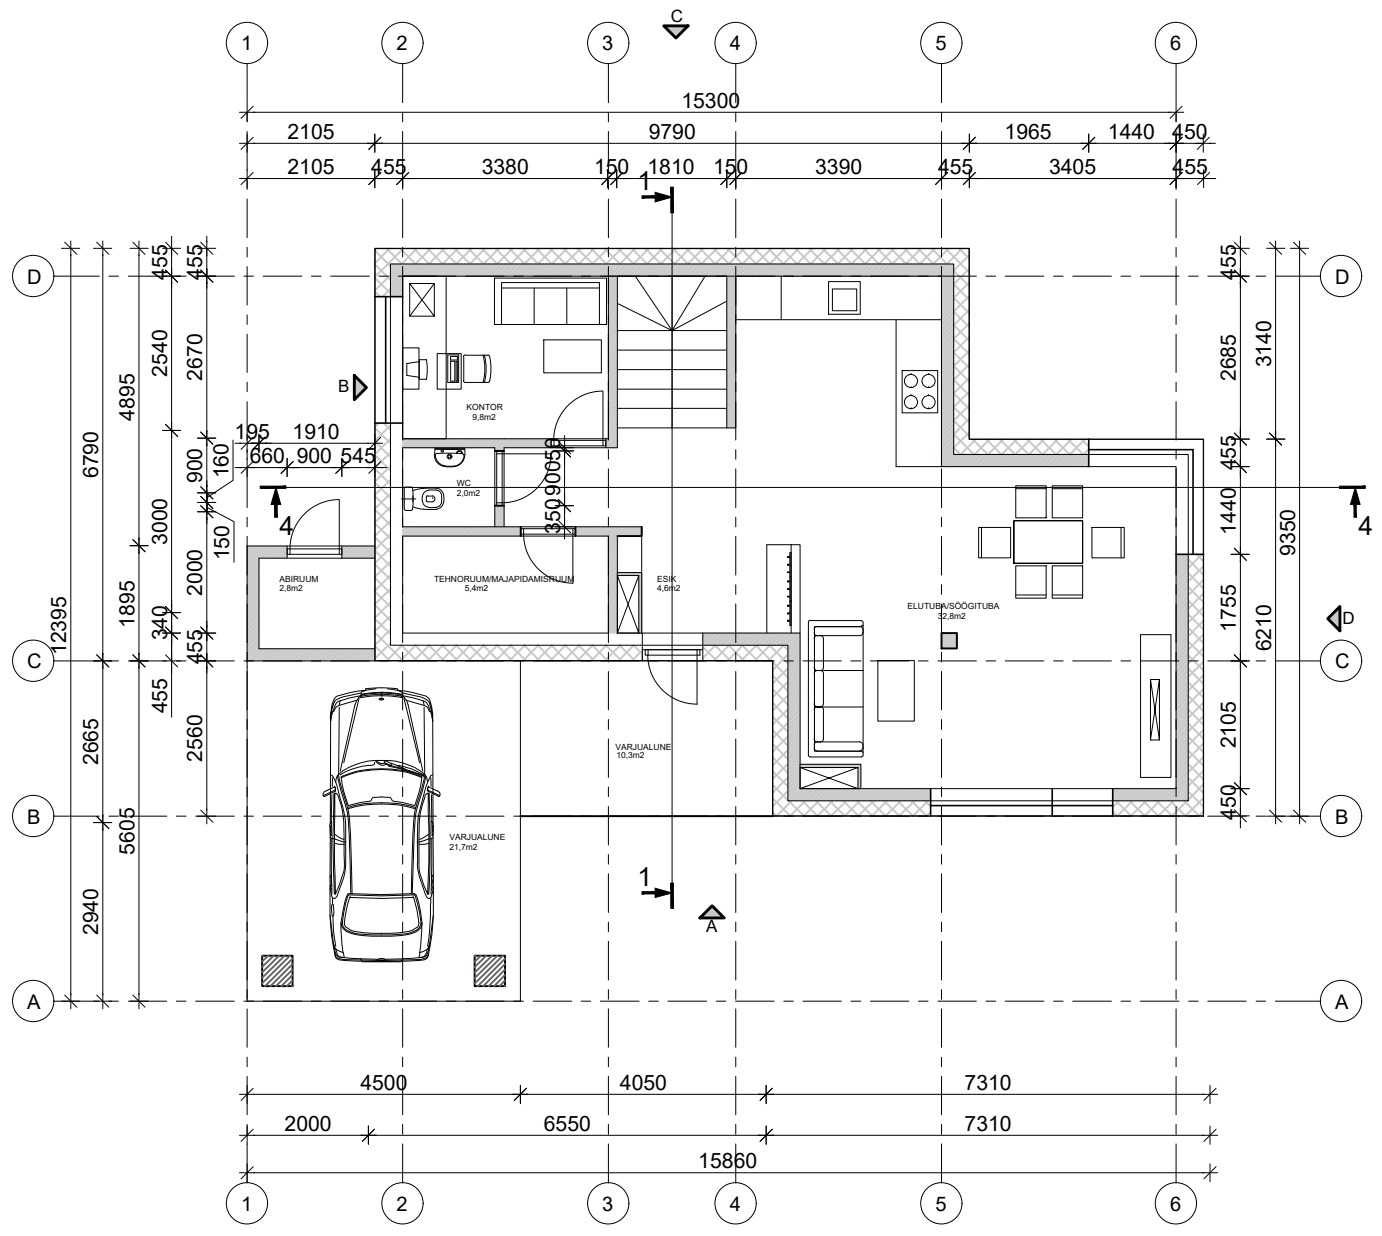 C
1 2 3 4 5 6
15300
2105 9790 1965 1440 450
2105 455 3380 150 1810 150 3390 455 3405 455
1
D D
455 455 455
2540 2670 2685 3140
4895
6790
B
KONTOR
9,8m2
195 1910
660 900 545
900 160
50
900
350
455
WC
2,0m2
4 4
3000 150
1440
9350
ABIRUUM
2,8m2
TEHNORUUM/MAJAPIDAMISRUUM
5,4m2
ESIK
4,6m2
ELUTUBA/SÖÖGITUBA
32,8m2
12395 1895 340 2000 455
1755 6210
D
C C
455
2665 2560
2105
VARJUALUNE
10,3m2
450
B B
5605
VARJUALUNE
21,7m2
1
2940
A
A A
4500 4050 7310
2000 6550 7310
15860
1 2 3 4 5 6